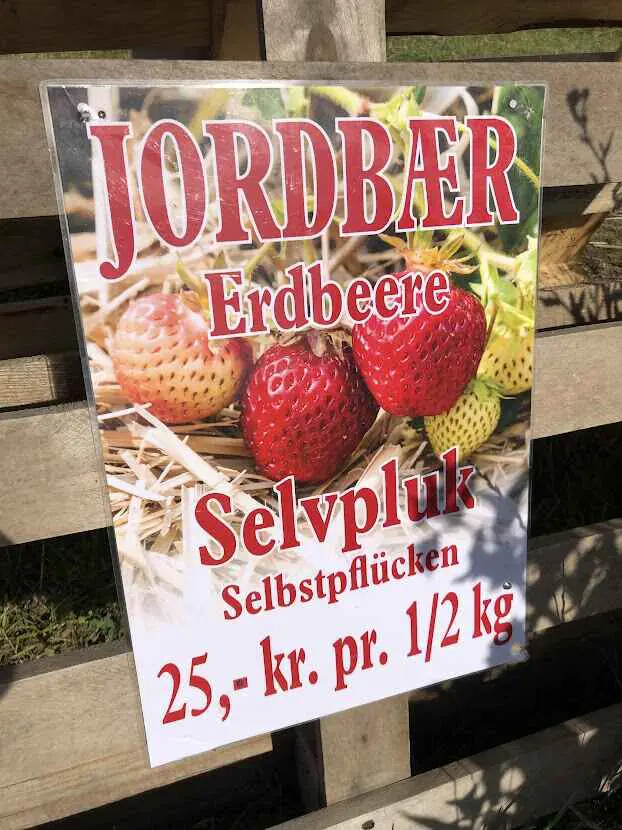 JORDBÆR
Erdbeere
Selvpluk
Selbstpflücken
25,- kr. pr. 1/2 kg